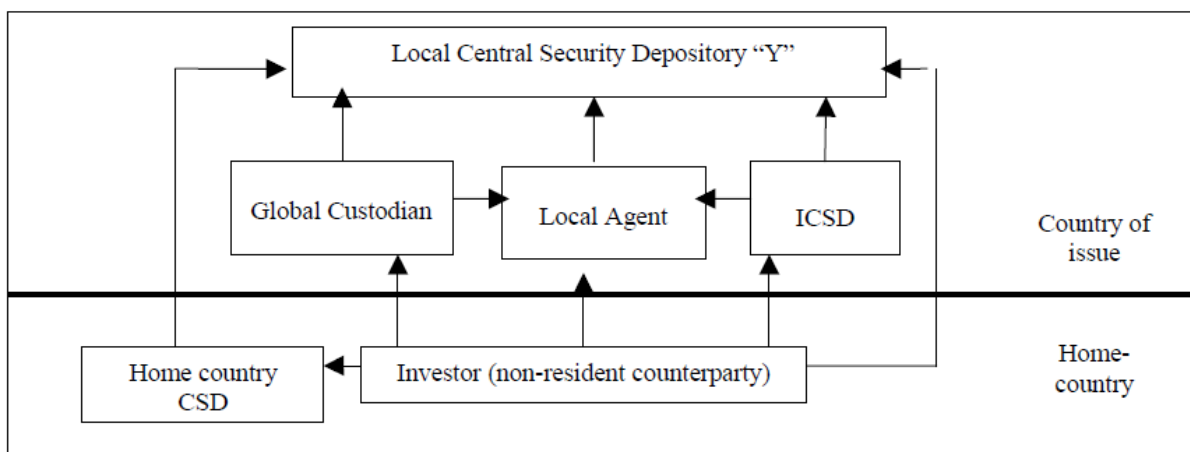 Local Central Security Depository “Y”
Global Custodian
Local Agent
ICSD
Country of
issue
Home country
CSD
Investor (non-resident counterparty)
Home-
country